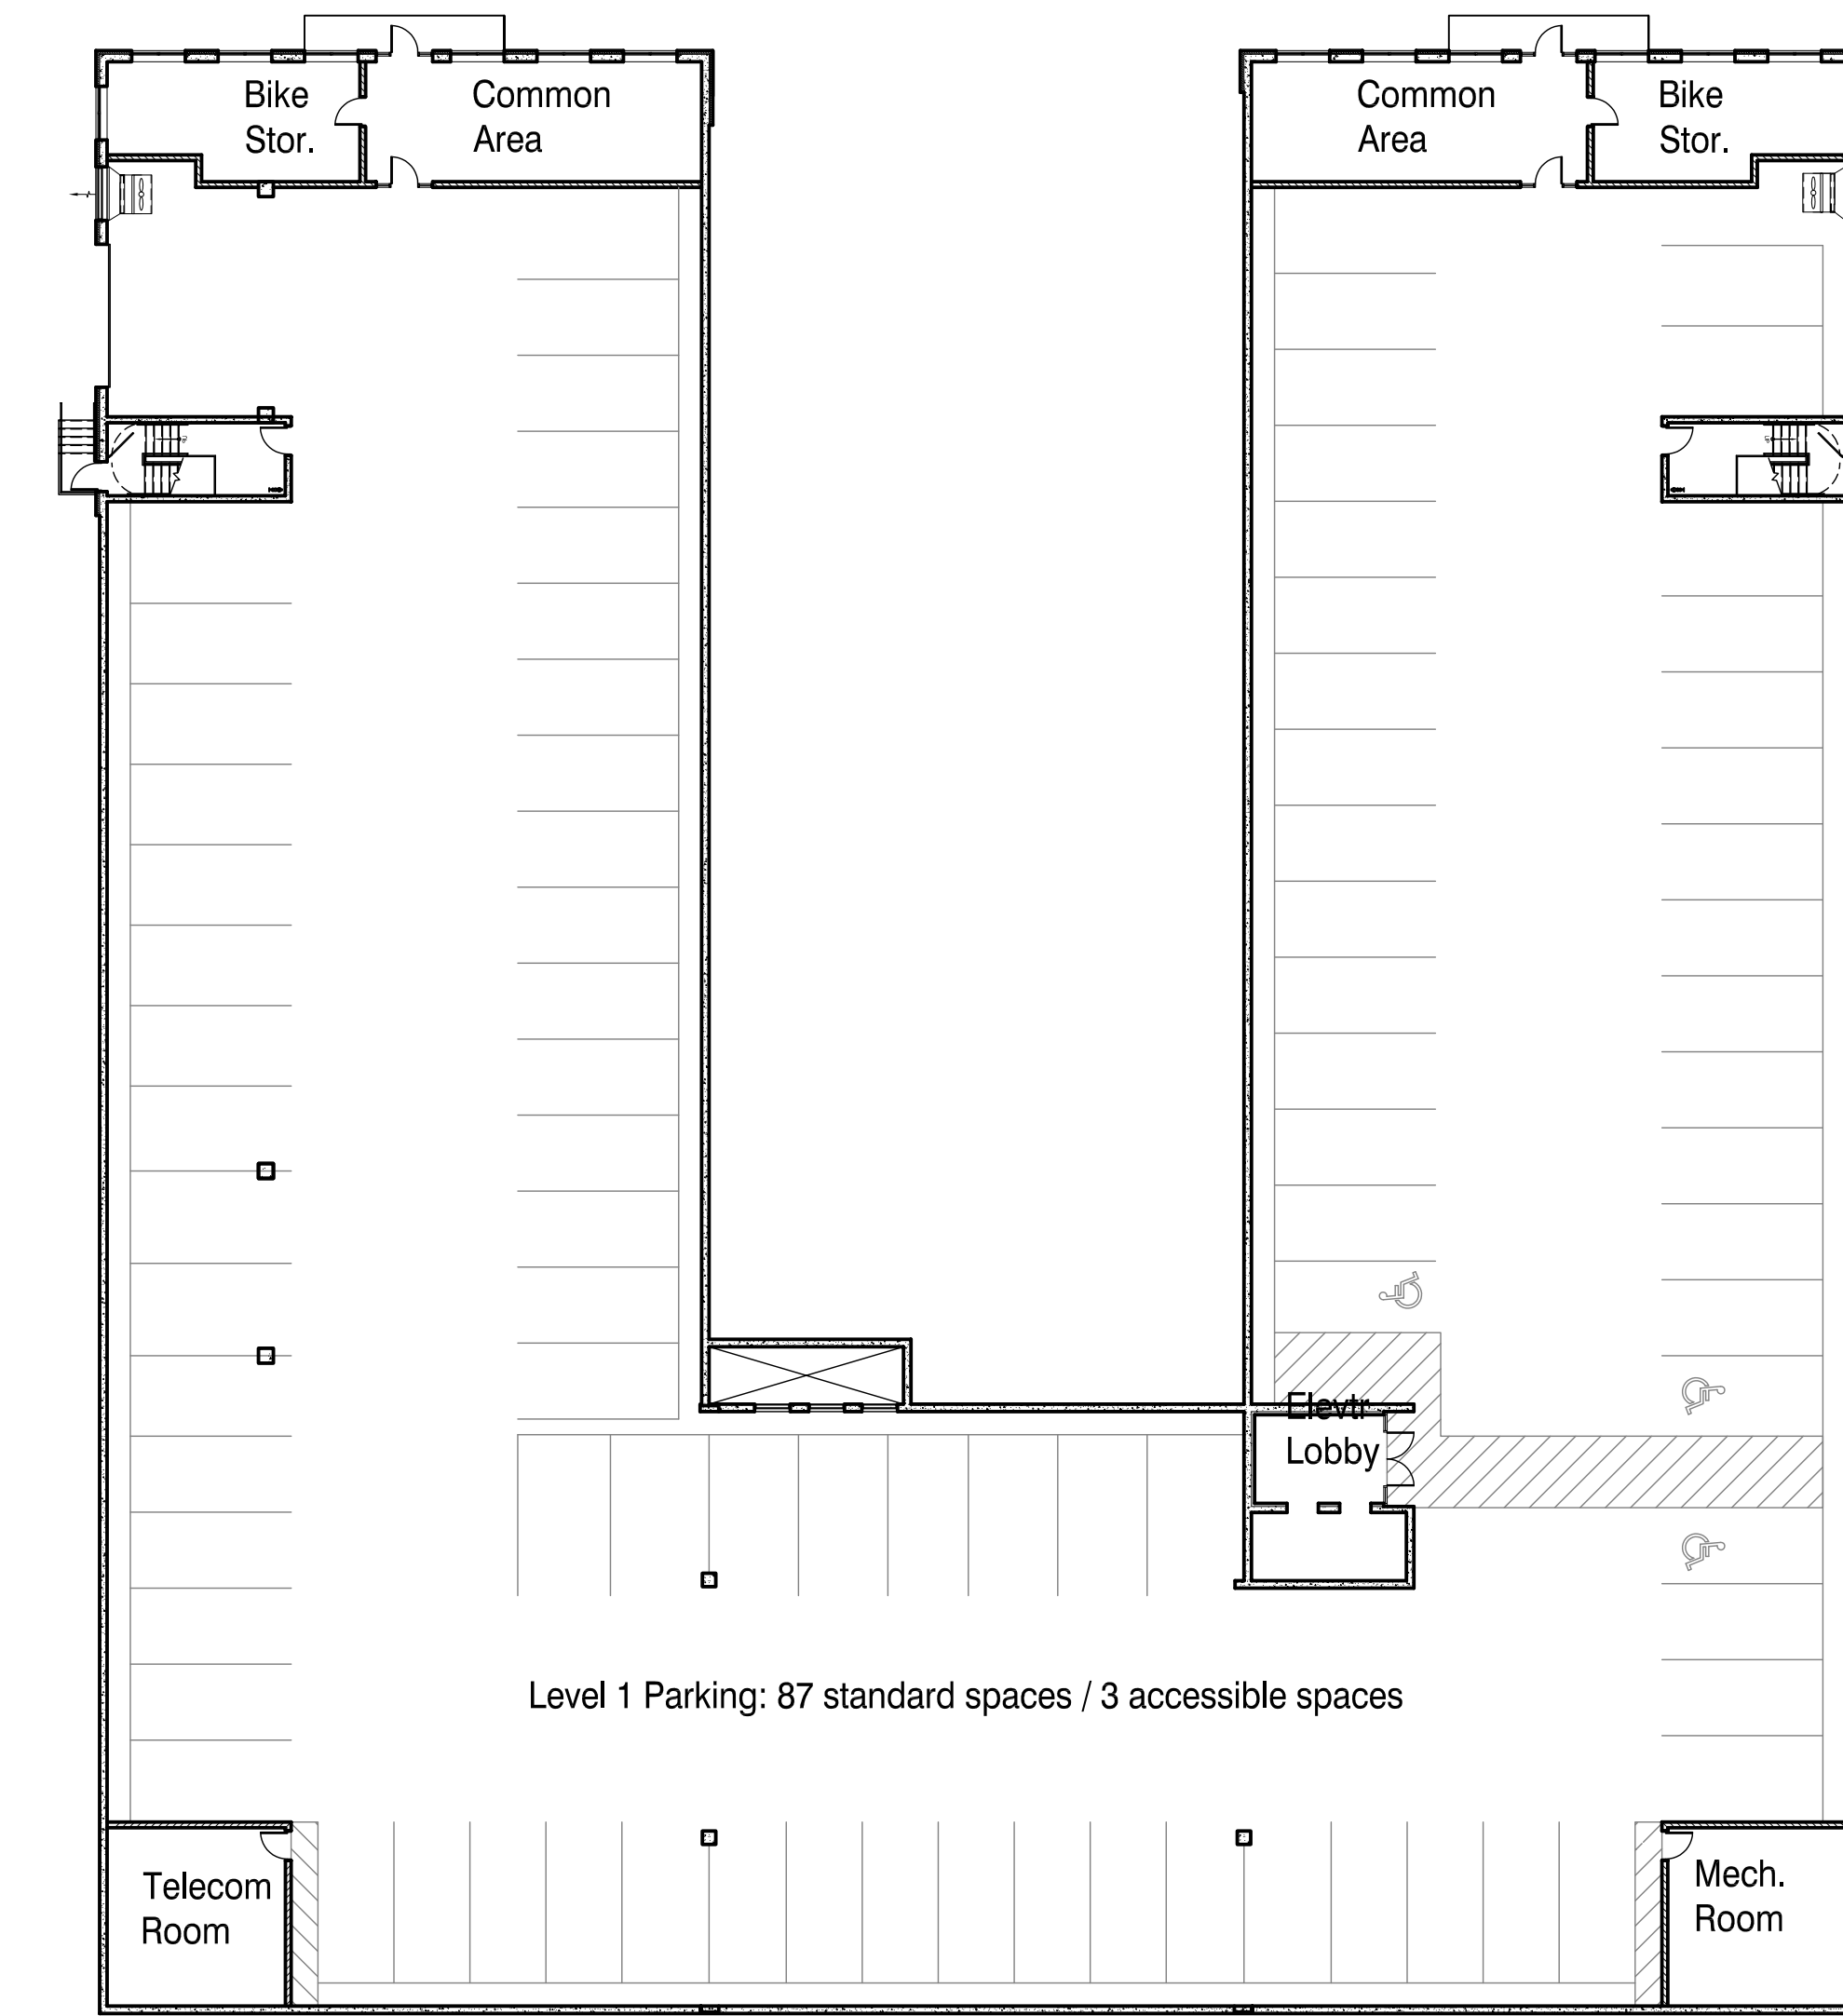 Bike
Stor.
Common
Area
Common
Area
Bike
Stor.
Elevtr
Lobby
Level 1 Parking: 87 standard spaces / 3 accessible spaces
Telecom
Room
Mech.
Room